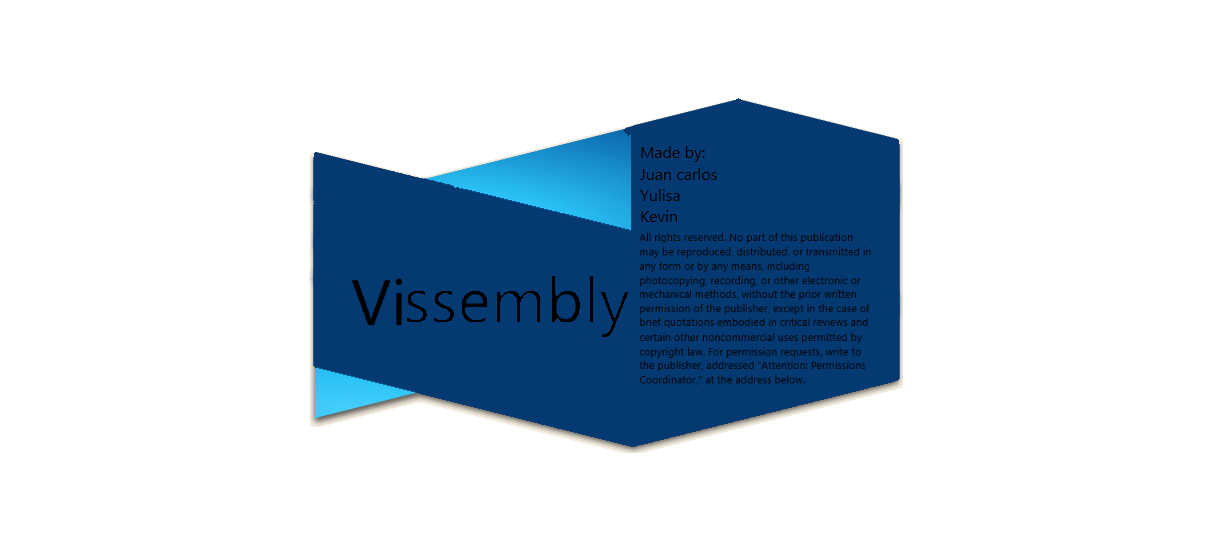 Made by:
Juan carlos
Yulisa
Kevin
All rights reserved. No part of this publication
may be reproduced, distributed, or transmitted in
any form or by any means, including
photocopying, recording, or other electronic or
mechanical methods, without the prior written
permission of the publisher, except in the case of
brief quotations embodied in critical reviews and
certain other noncommercial uses permitted by
copyright law. For permission requests, write to
the publisher, addressed "Attention: Permissions
Coordinator," at the address below.
Vissembly